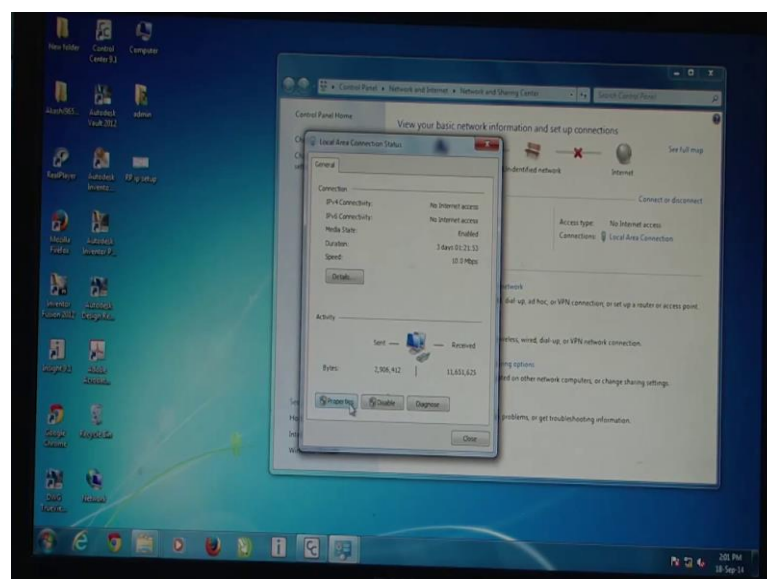 New folder
Control
Center 9.1
Computer
Autodesk
Vault 2012
admin
RealPlayer
Autodesk
Invento...
Mozilla
Firefox
Autodesk
Inventor F...
Inventor
Fusion 2012
Autodesk
Design Re...
Adobe
Google
Chrome
Recycle Bin
DWG
Network
Control Panel
Network and Internet
Network and Sharing Center
Search Control Panel
Control Panel Home
View your basic network information and set up connections
See full map
Unidentified network
Internet
Connect or disconnect
Access type: No Internet access
Connections: Local Area Connection
network
dial-up, ad hoc, or VPN connection; or set up a router or access point.
wireless, wired, dial-up, or VPN network connection.
options
on other network computers, or change sharing settings.
problems, or get troubleshooting information.
Local Area Connection Status
General
Connection
IPv4 Connectivity: No Internet access
IPv6 Connectivity: No Internet access
Media State: Enabled
Duration: 3 days 01:21:53
Speed: 10.0 Mbps
Details...
Activity
Sent
Received
Bytes: 2,906,412 11,651,625
Properties
Disable
Diagnose
Close
2:01 PM
18-Sep-14